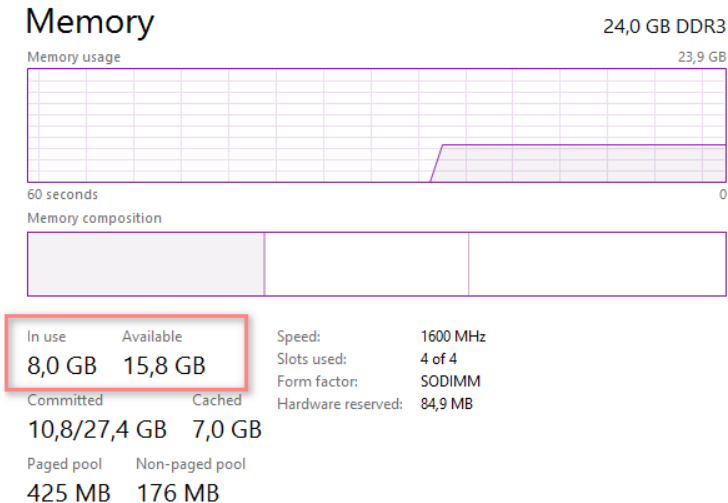 Memory 24,0 GB DDR3
Memory usage 23,9 GB
60 seconds 0
Memory composition
In use Available
8,0 GB 15,8 GB
Committed Cached
10,8/27,4 GB 7,0 GB
Paged pool Non-paged pool
425 MB 176 MB
Speed: 1600 MHz
Slots used: 4 of 4
Form factor: SODIMM
Hardware reserved: 84,9 MB